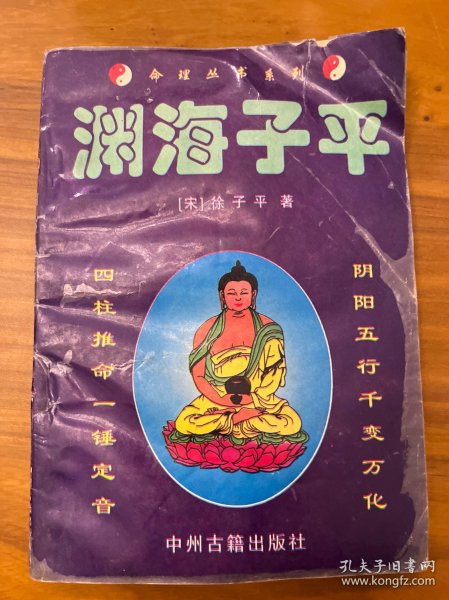 命理丛书系列
渊海子平
[宋]徐子平著
四柱推命一锤定音
阴阳五行千变万化
中州古籍出版社
孔夫子旧书网
www.kongfz.com